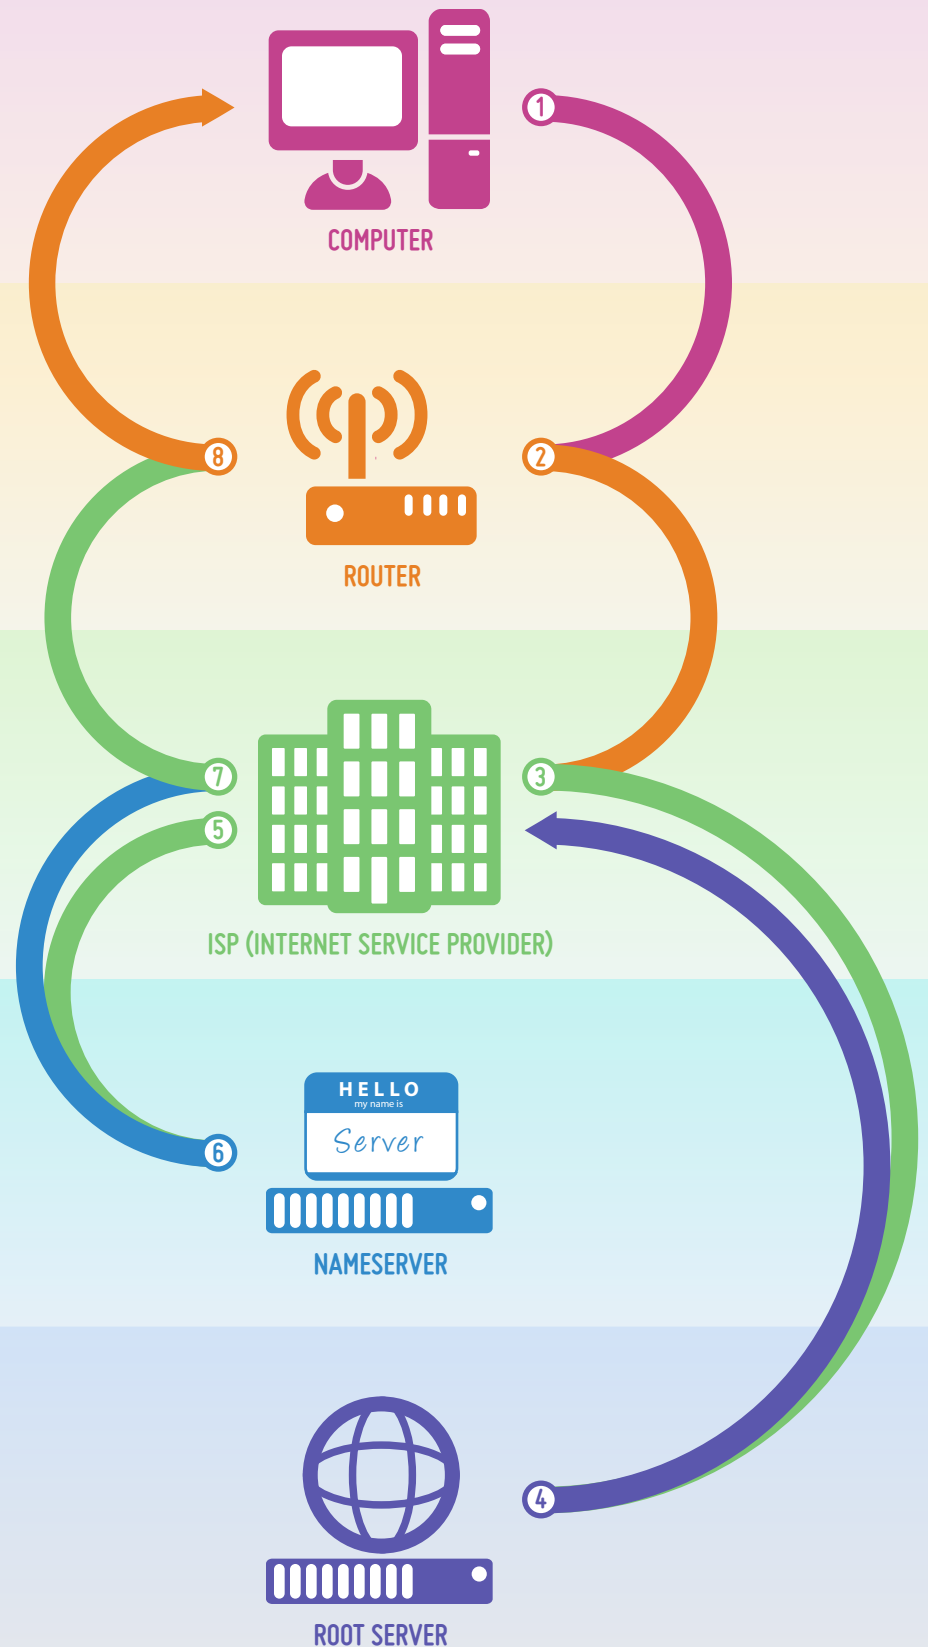 1
COMPUTER
8
2
ROUTER
7
3
5
ISP (INTERNET SERVICE PROVIDER)
HELLO
my name is
Server
6
NAMESERVER
4
ROOT SERVER